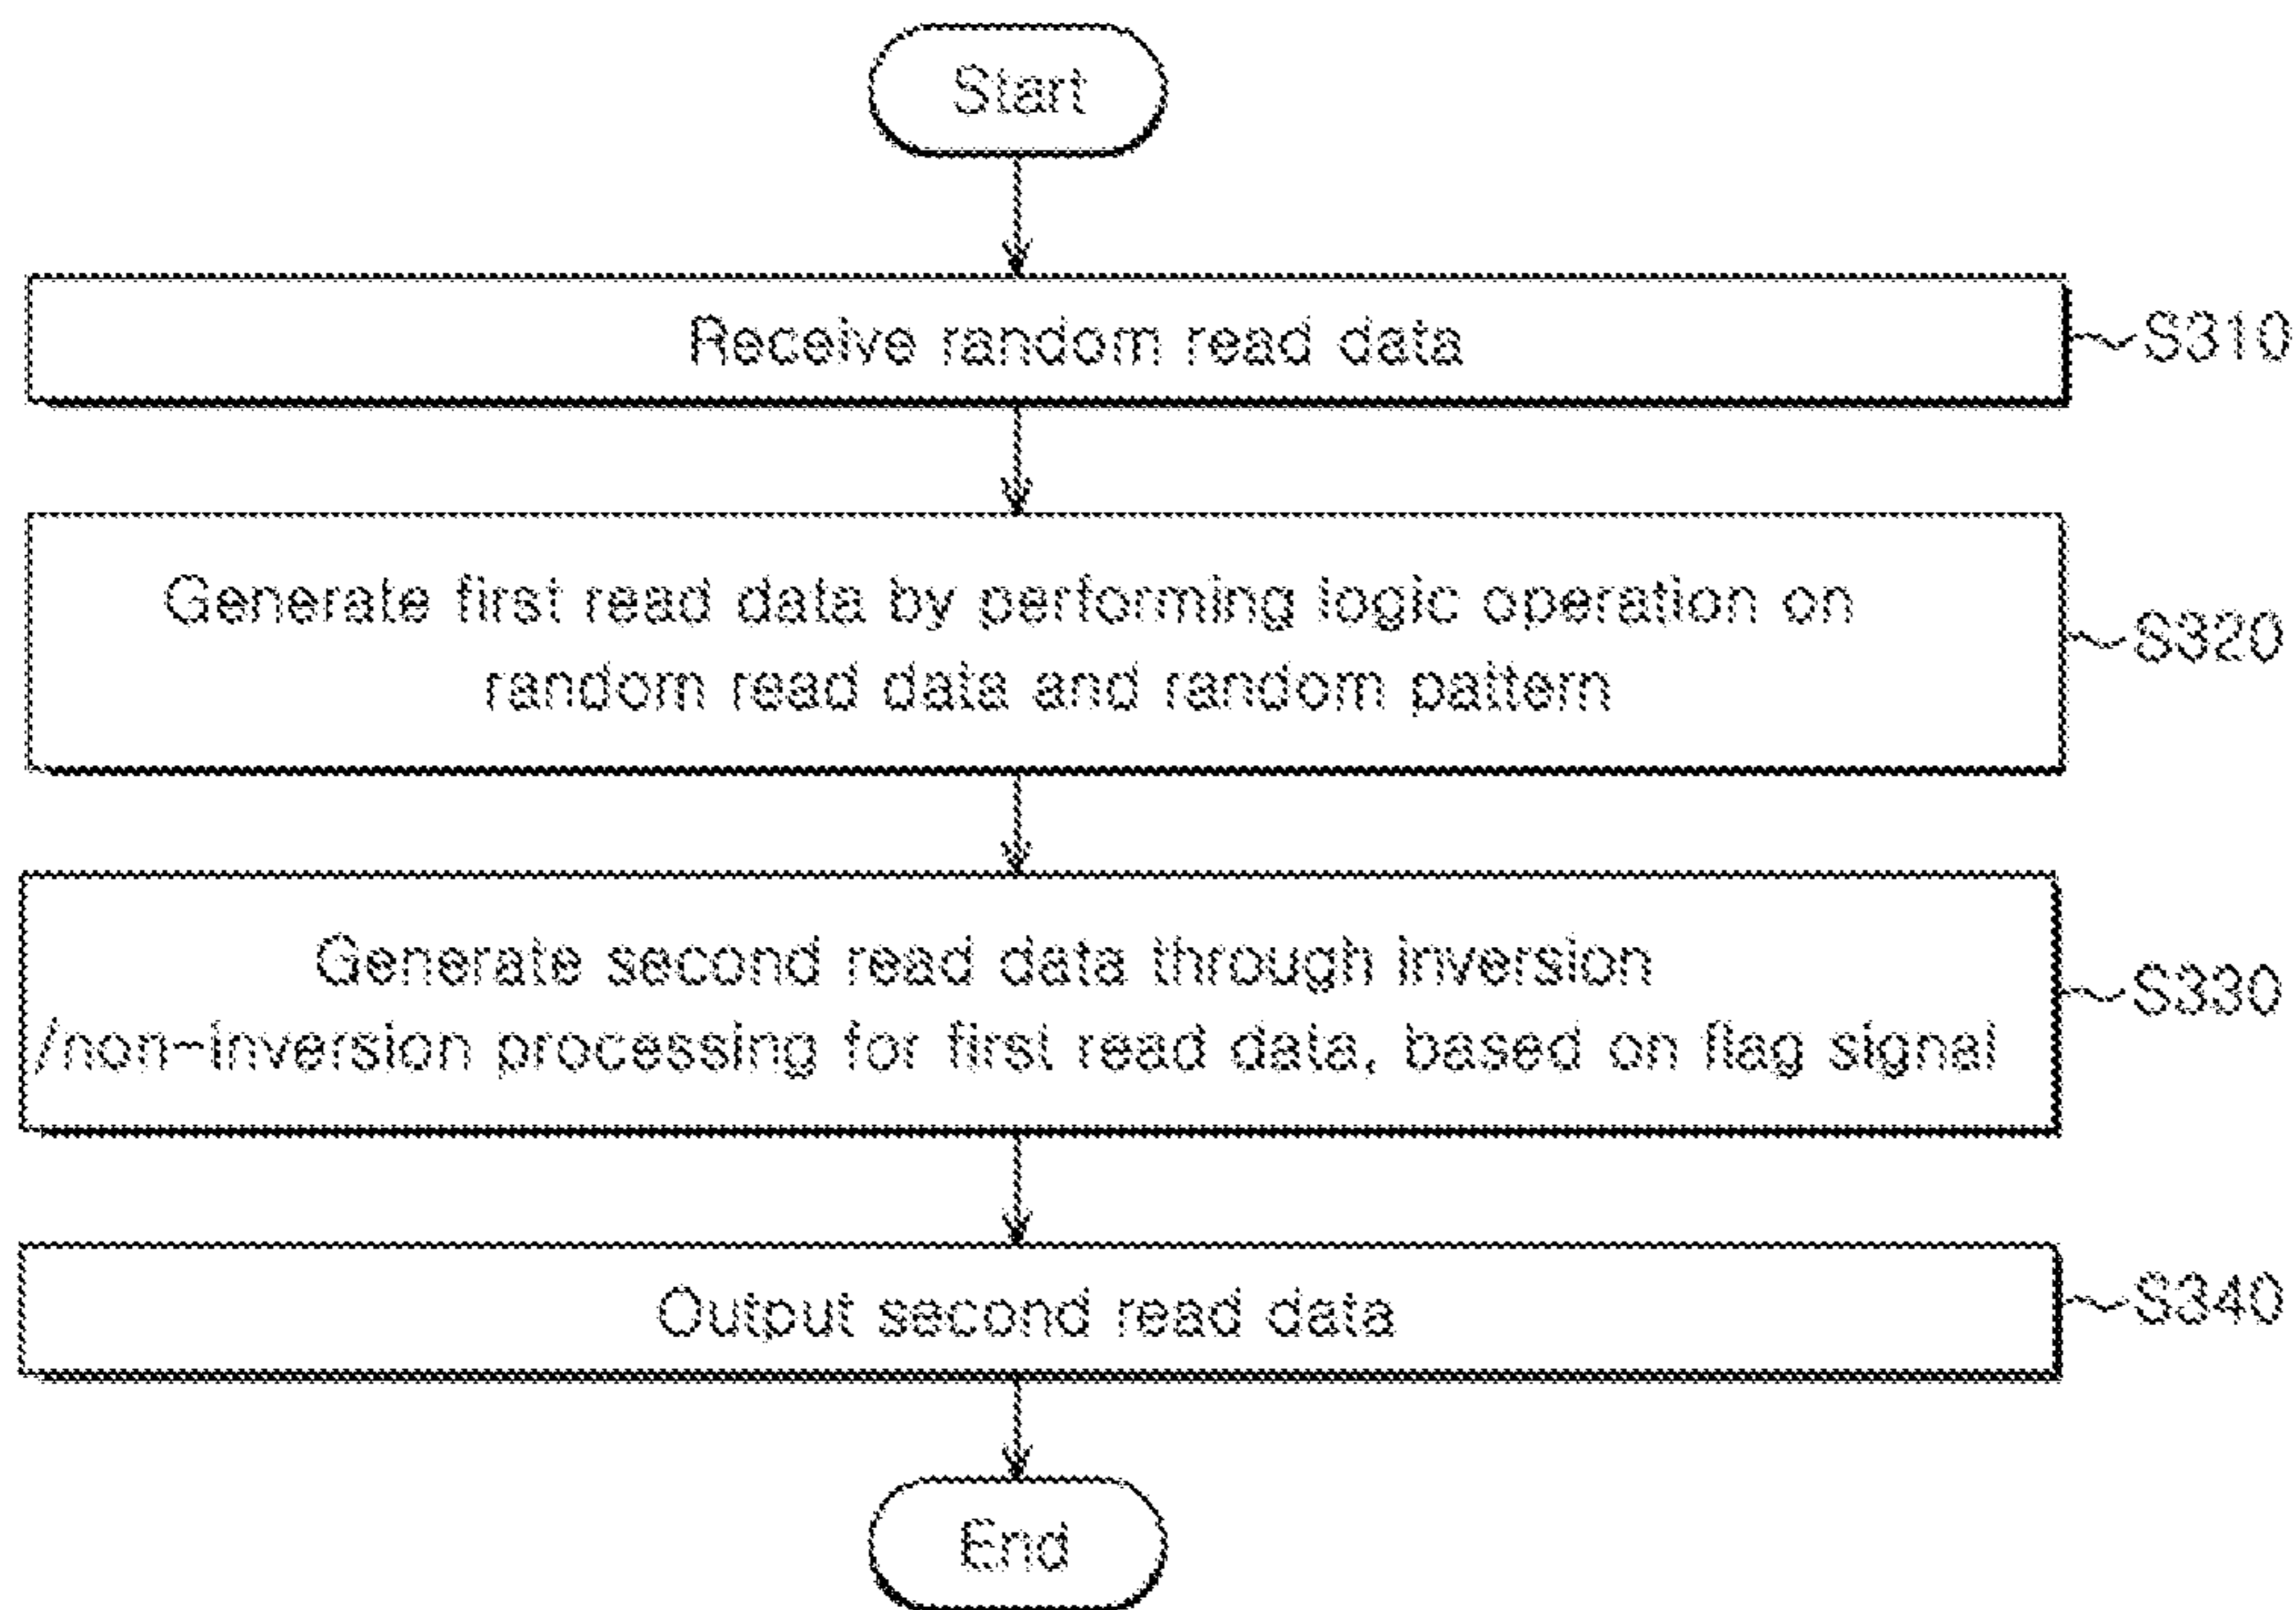 Start
Receive random read data
S310
Generate first read data by performing logic operation on
random read data and random pattern
S320
Generate second read data through inversion
/non-inversion processing for first read data, based on flag signal
S330
Output second read data
S340
End